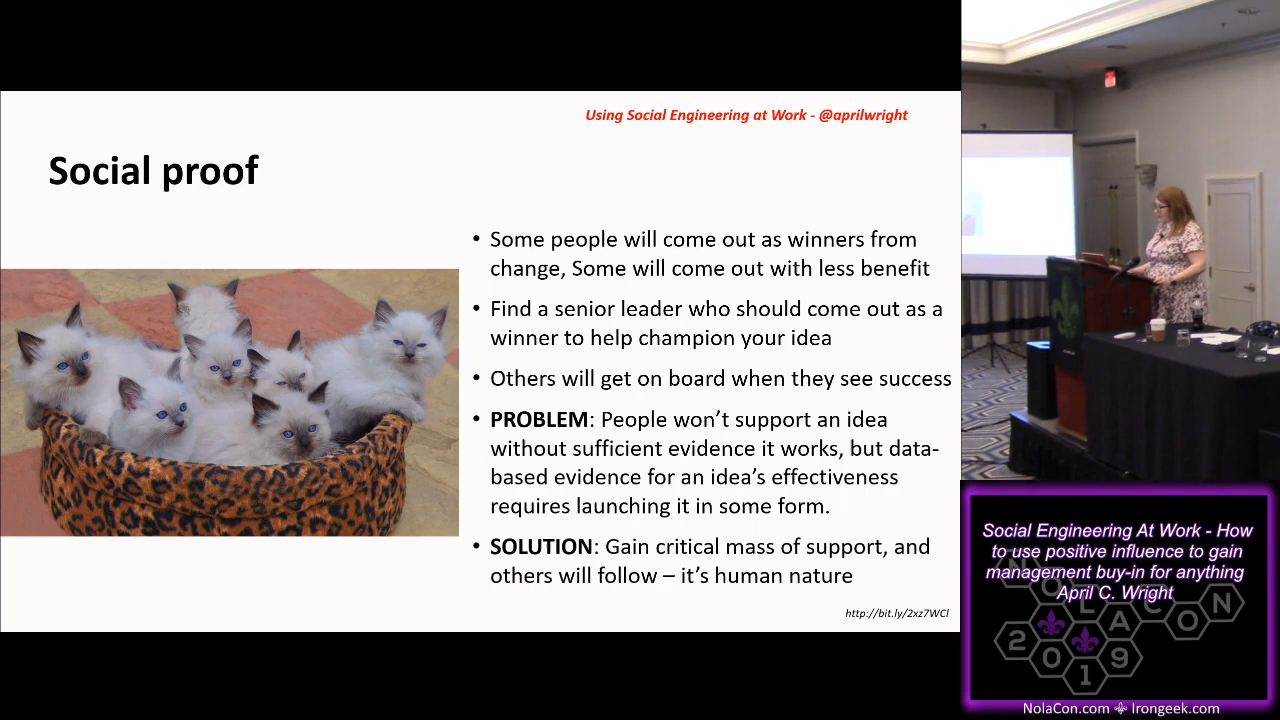 Using Social Engineering at Work - @aprilwright
Social proof
• Some people will come out as winners from
change, Some will come out with less benefit
• Find a senior leader who should come out as a
winner to help champion your idea
• Others will get on board when they see success
• PROBLEM: People won’t support an idea
without sufficient evidence it works, but data-
based evidence for an idea’s effectiveness
requires launching it in some form.
• SOLUTION: Gain critical mass of support, and
others will follow – it’s human nature
http://bit.ly/2xz7WCl
Social Engineering At Work - How
to use positive influence to gain
management buy-in for anything
April C. Wright
NOLACON
2019
NolaCon.com ⚜ Irongeek.com